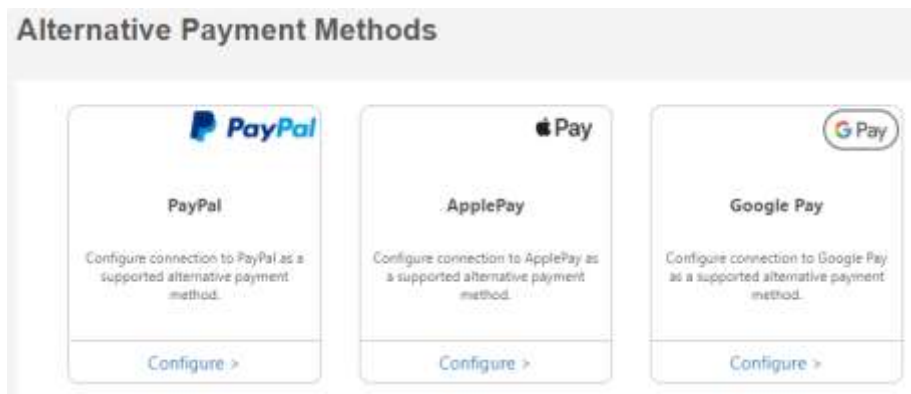 Alternative Payment Methods
PayPal
Pay
G Pay
PayPal
ApplePay
Google Pay
Configure connection to PayPal as a
supported alternative payment
method.
Configure connection to ApplePay as
a supported alternative payment
method.
Configure connection to Google Pay
as a supported alternative payment
method.
Configure >
Configure >
Configure >